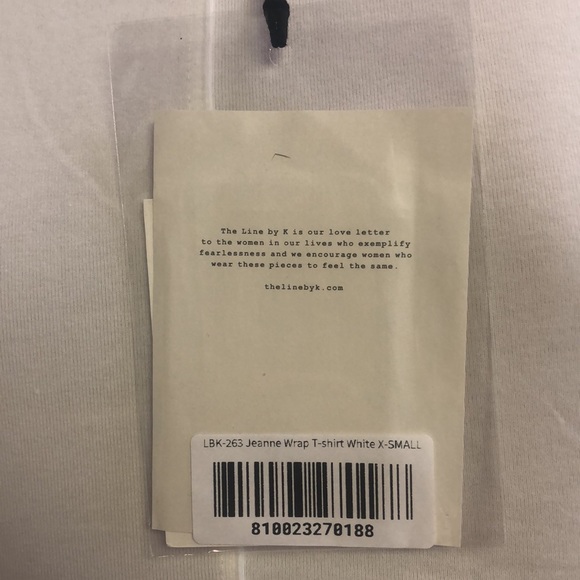 The Line by K is our love letter
to the women in our lives who exemplify
fearlessness and we encourage women who
wear these pieces to feel the same.
thelinebyk.com
LBK-263 Jeanne Wrap T-shirt White X-SMALL
810023270188